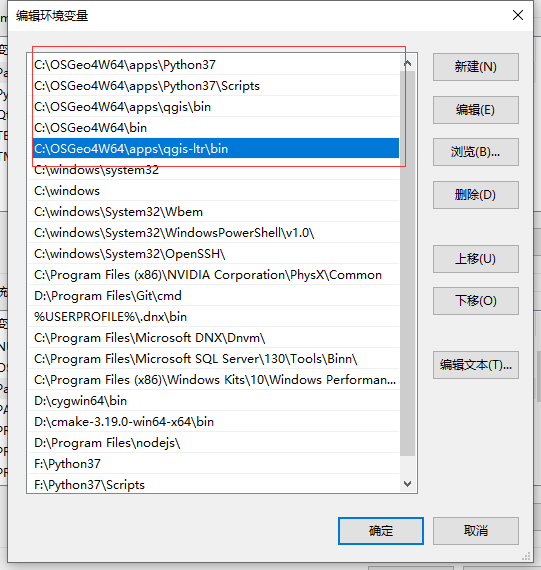 编辑环境变量
C:\OSGeo4W64\apps\Python37
C:\OSGeo4W64\apps\Python37\Scripts
C:\OSGeo4W64\apps\qgis\bin
C:\OSGeo4W64\bin
C:\OSGeo4W64\apps\qgis-ltr\bin
C:\windows\system32
C:\windows
C:\windows\System32\Wbem
C:\windows\System32\WindowsPowerShell\v1.0\
C:\windows\System32\OpenSSH\
C:\Program Files (x86)\NVIDIA Corporation\PhysX\Common
D:\Program Files\Git\cmd
%USERPROFILE%\.dnx\bin
C:\Program Files\Microsoft DNX\Dnvm\
C:\Program Files\Microsoft SQL Server\130\Tools\Binn\
C:\Program Files (x86)\Windows Kits\10\Windows Performan...
D:\cygwin64\bin
D:\cmake-3.19.0-win64-x64\bin
D:\Program Files\nodejs\
F:\Python37
F:\Python37\Scripts
新建(N)
编辑(E)
浏览(B)...
删除(D)
上移(U)
下移(O)
编辑文本(T)...
确定
取消